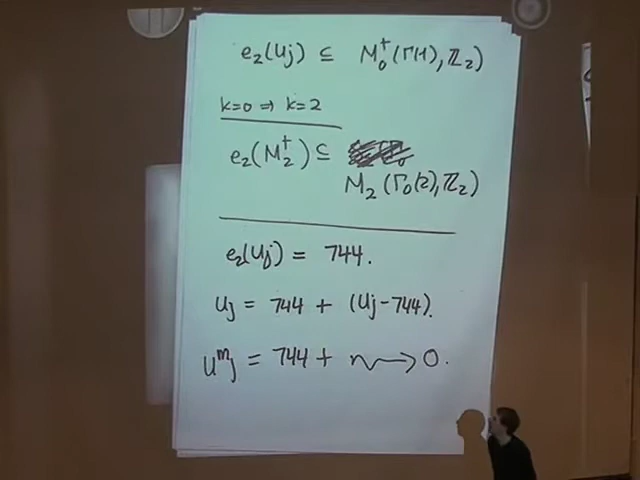 e₂(Uj) ⊆ M₀†(Γ(1), ℤ₂)
k=0 ⇒ k=2
e₂(M₂†) ⊆
M₂(Γ₀(2), ℤ₂)
e₂(Uj) = 744.
Uj = 744 + (Uj-744).
Uᵐj = 744 + ⟿ 0.